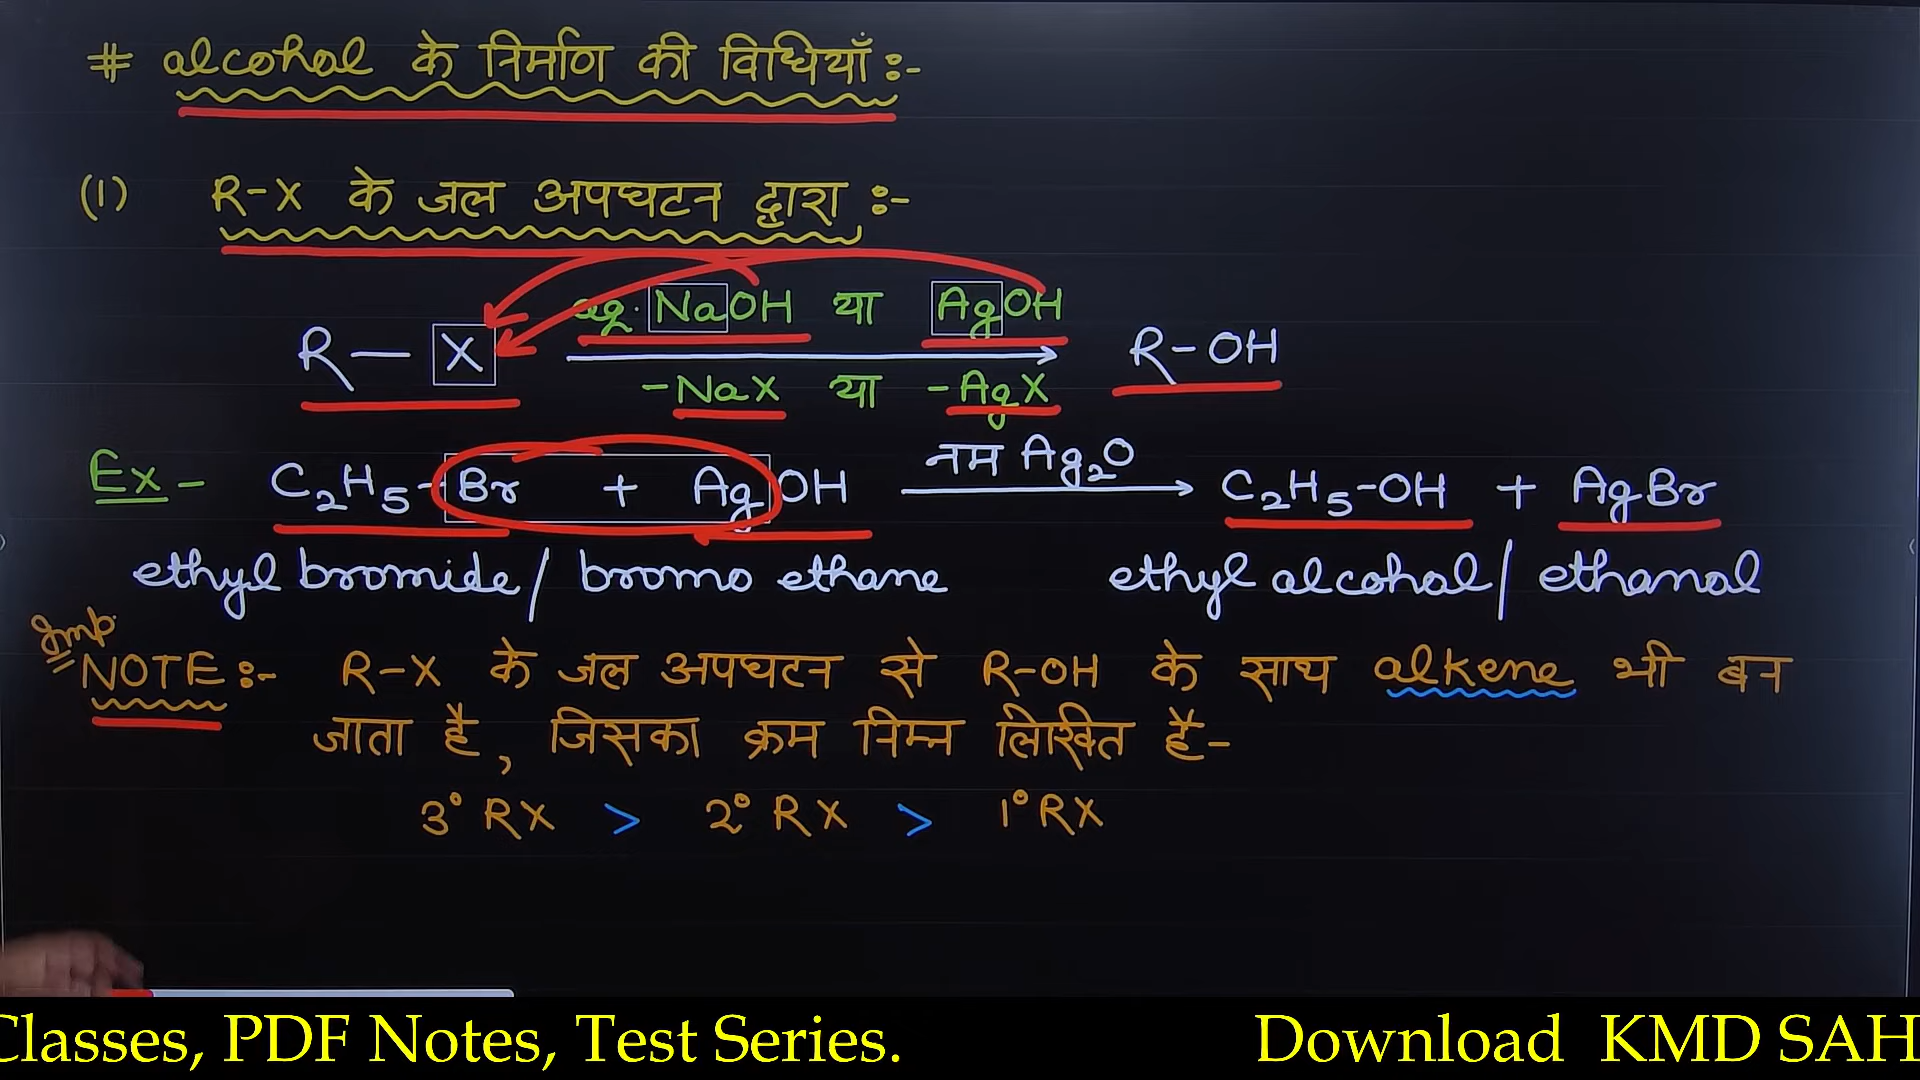 # alcohol के निर्माण की विधियाँ :-
(1) R-X के जल अपघटन द्वारा :-
aq. NaOH या AgOH
R — X ⟶ R-OH
-NaX या -AgX
नम Ag₂O
Ex - C₂H₅-Br + AgOH ⟶ C₂H₅-OH + AgBr
ethyl bromide / bromo ethane ethyl alcohol / ethanol
Imp.
NOTE :- R-X के जल अपघटन से R-OH के साथ alkene भी बन
जाता है, जिसका क्रम निम्न लिखित है-
3° RX > 2° RX > 1° RX
Classes, PDF Notes, Test Series. Download KMD SAH